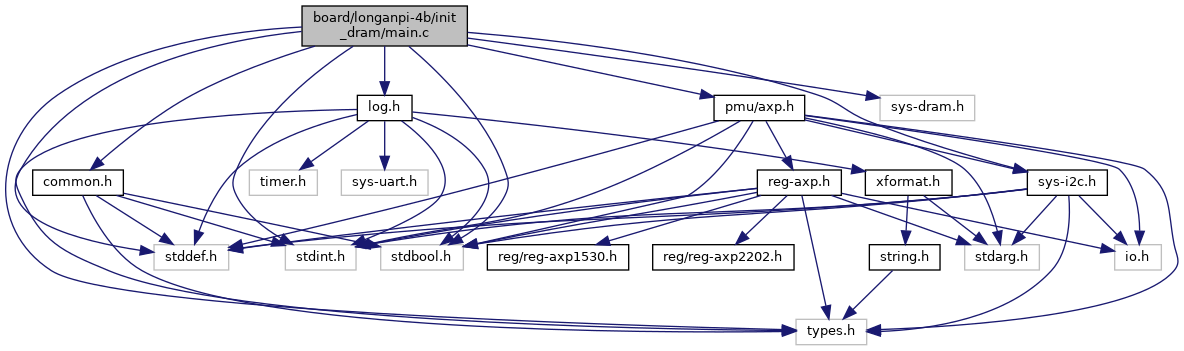 board/longanpi-4b/init
_dram/main.c
log.h
pmu/axp.h
sys-dram.h
common.h
timer.h
sys-uart.h
reg-axp.h
xformat.h
sys-i2c.h
stddef.h
stdint.h
stdbool.h
reg/reg-axp1530.h
reg/reg-axp2202.h
string.h
stdarg.h
io.h
types.h